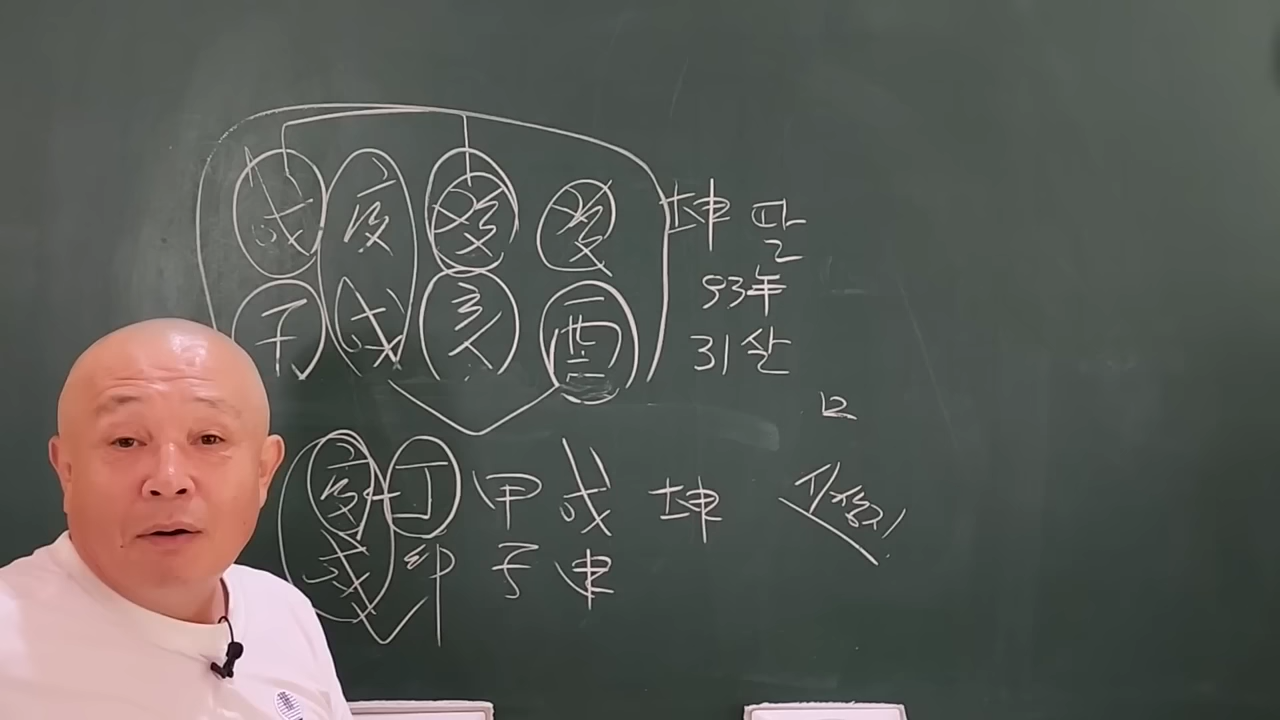 戊 庚 癸 癸 坤 딸
93年
子 戌 亥 酉 31살
12
庚 丁 甲 戊 坤
戌 卯 子 申